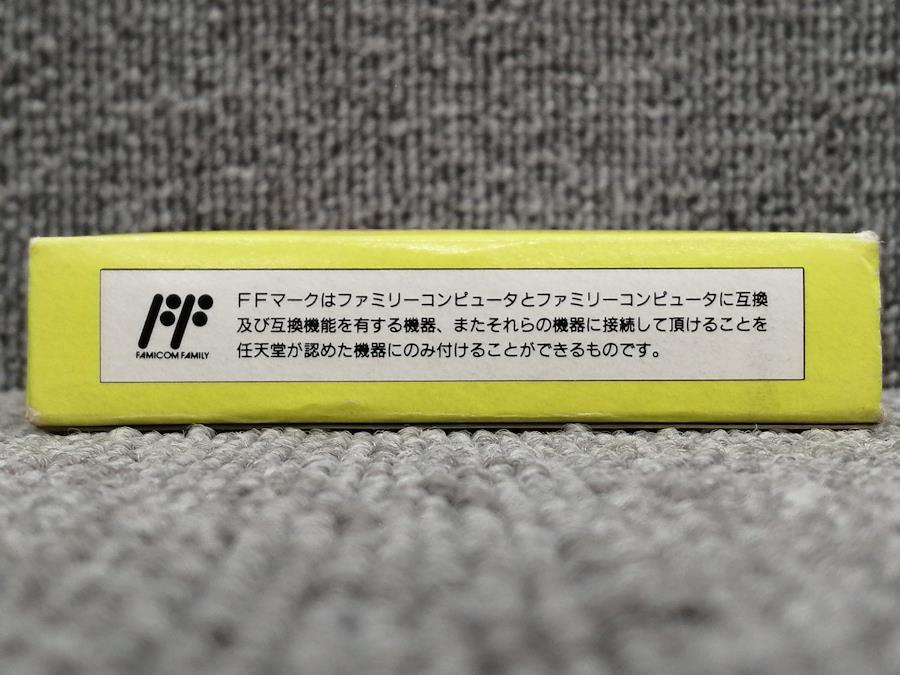 FAMICOM FAMILY
FFマークはファミリーコンピュータとファミリーコンピュータに互換
及び互換機能を有する機器、またそれらの機器に接続して頂けることを
任天堂が認めた機器にのみ付けることができるものです。